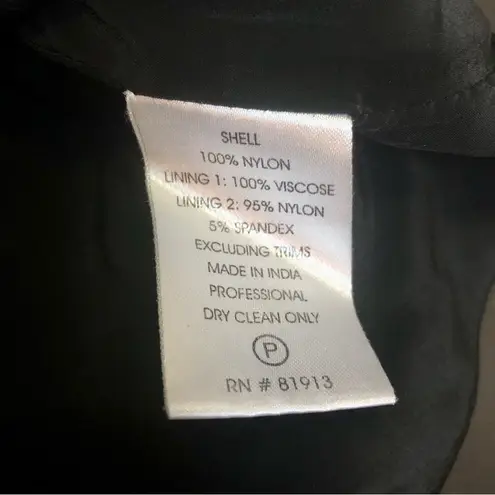 SHELL
100% NYLON
LINING 1: 100% VISCOSE
LINING 2: 95% NYLON
5% SPANDEX
EXCLUDING TRIMS
MADE IN INDIA
PROFESSIONAL
DRY CLEAN ONLY
P
RN # 81913